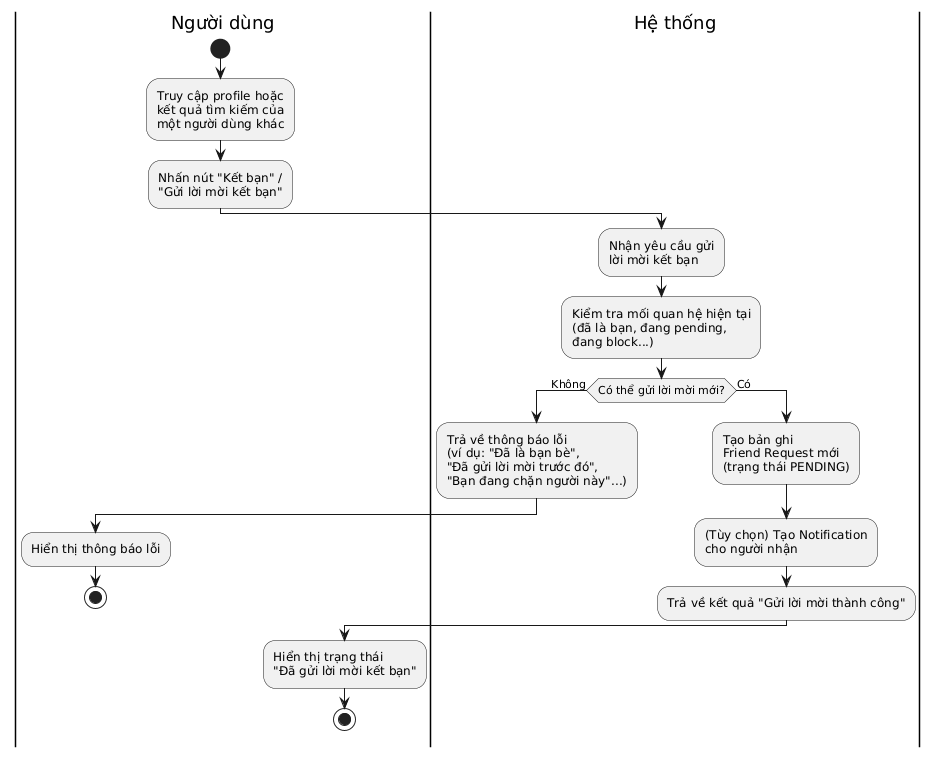 Người dùng
Hệ thống
Truy cập profile hoặc
kết quả tìm kiếm của
một người dùng khác
Nhấn nút "Kết bạn" /
"Gửi lời mời kết bạn"
Nhận yêu cầu gửi
lời mời kết bạn
Kiểm tra mối quan hệ hiện tại
(đã là bạn, đang pending,
đang block...)
Không
Có thể gửi lời mời mới?
Có
Trả về thông báo lỗi
(ví dụ: "Đã là bạn bè",
"Đã gửi lời mời trước đó",
"Bạn đang chặn người này"...)
Tạo bản ghi
Friend Request mới
(trạng thái PENDING)
Hiển thị thông báo lỗi
(Tùy chọn) Tạo Notification
cho người nhận
Trả về kết quả "Gửi lời mời thành công"
Hiển thị trạng thái
"Đã gửi lời mời kết bạn"